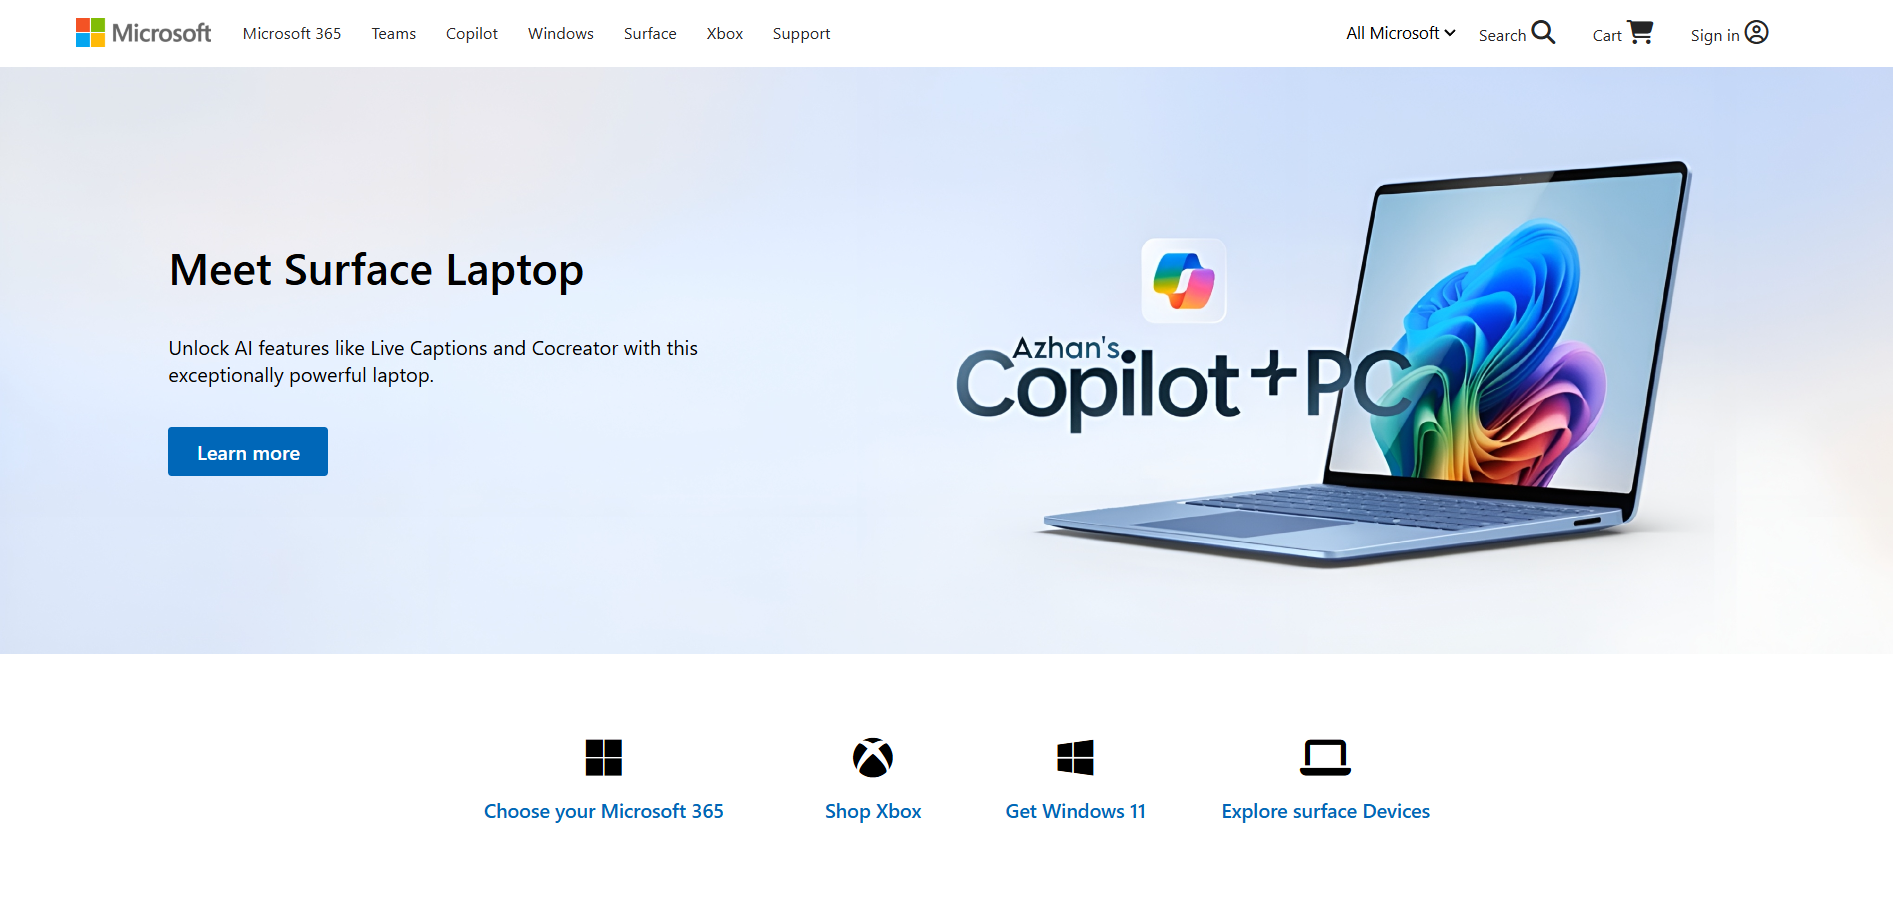 Microsoft Microsoft 365 Teams Copilot Windows Surface Xbox Support All Microsoft Search Cart Sign in
Meet Surface Laptop
Unlock AI features like Live Captions and Cocreator with this
exceptionally powerful laptop.
Learn more
Azhan's
Copilot+PC
Choose your Microsoft 365 Shop Xbox Get Windows 11 Explore surface Devices